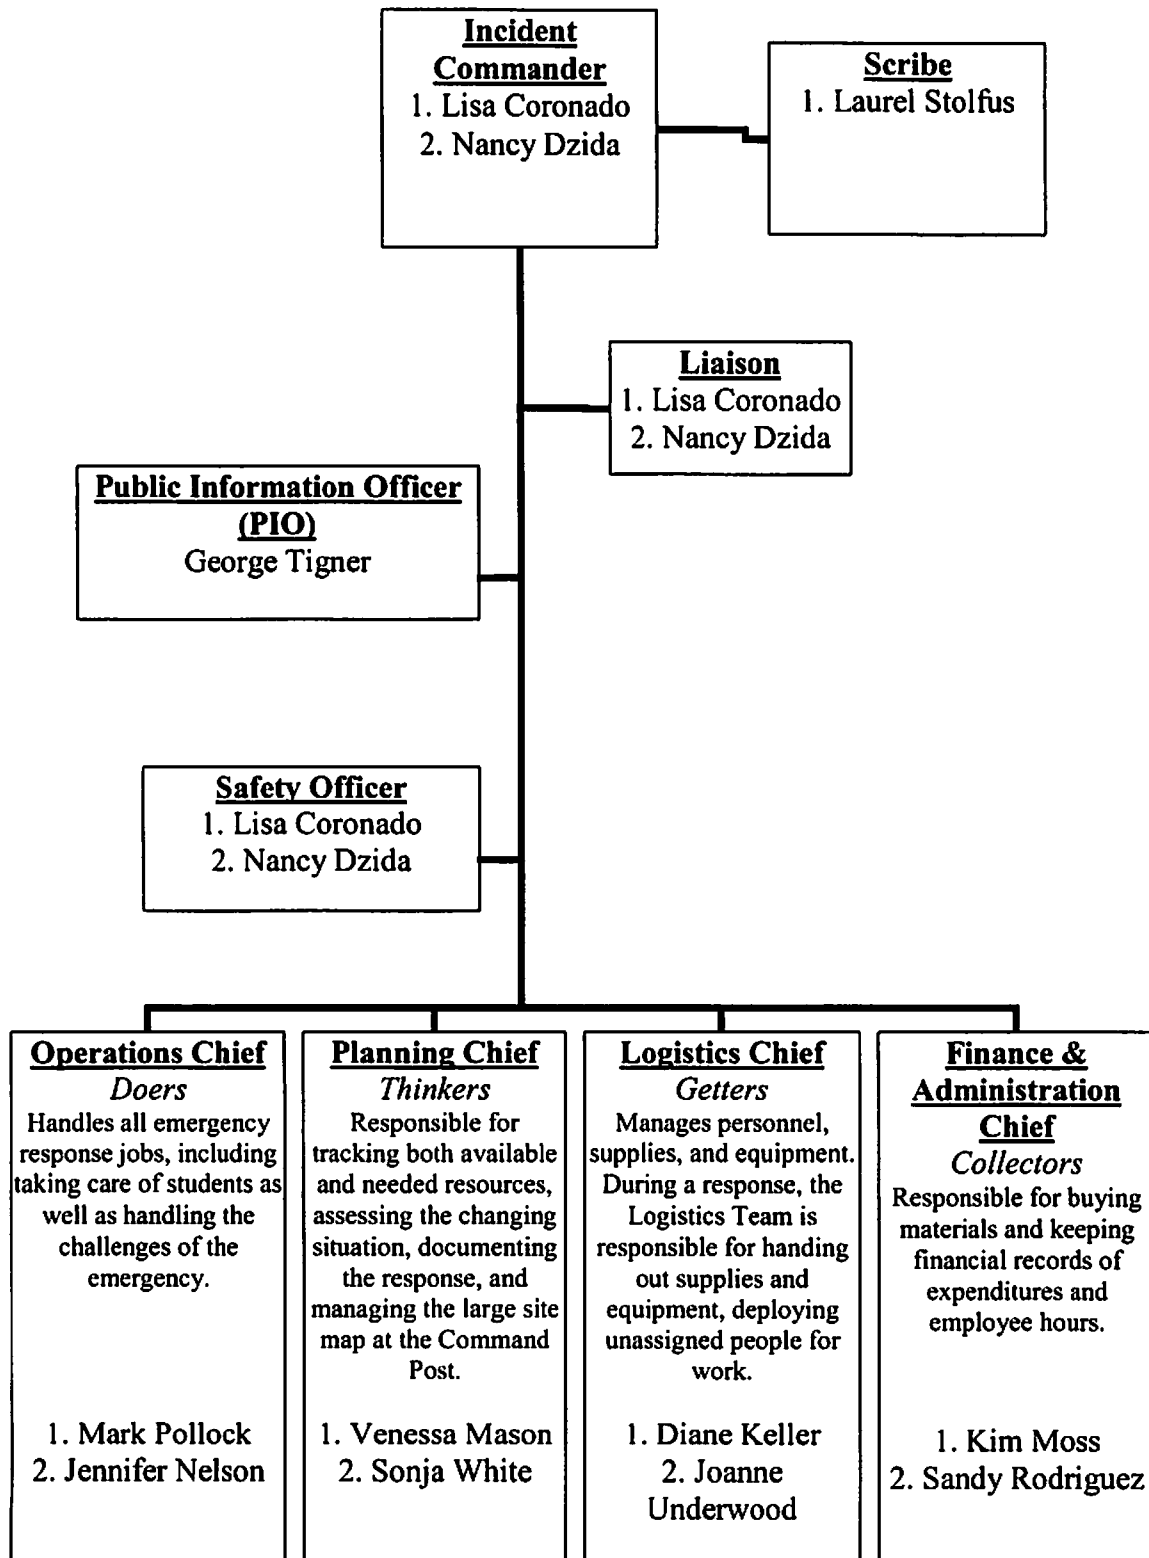 Incident
Commander
1. Lisa Coronado
2. Nancy Dzida
Scribe
1. Laurel Stolfus
Liaison
1. Lisa Coronado
2. Nancy Dzida
Public Information Officer
(PIO)
George Tigner
Safety Officer
1. Lisa Coronado
2. Nancy Dzida
Operations Chief
Doers
Handles all emergency
response jobs, including
taking care of students as
well as handling the
challenges of the
emergency.
1. Mark Pollock
2. Jennifer Nelson
Planning Chief
Thinkers
Responsible for
tracking both available
and needed resources,
assessing the changing
situation, documenting
the response, and
managing the large site
map at the Command
Post.
1. Venessa Mason
2. Sonja White
Logistics Chief
Getters
Manages personnel,
supplies, and equipment.
During a response, the
Logistics Team is
responsible for handing
out supplies and
equipment, deploying
unassigned people for
work.
1. Diane Keller
2. Joanne
Underwood
Finance &
Administration
Chief
Collectors
Responsible for buying
materials and keeping
financial records of
expenditures and
employee hours.
1. Kim Moss
2. Sandy Rodriguez